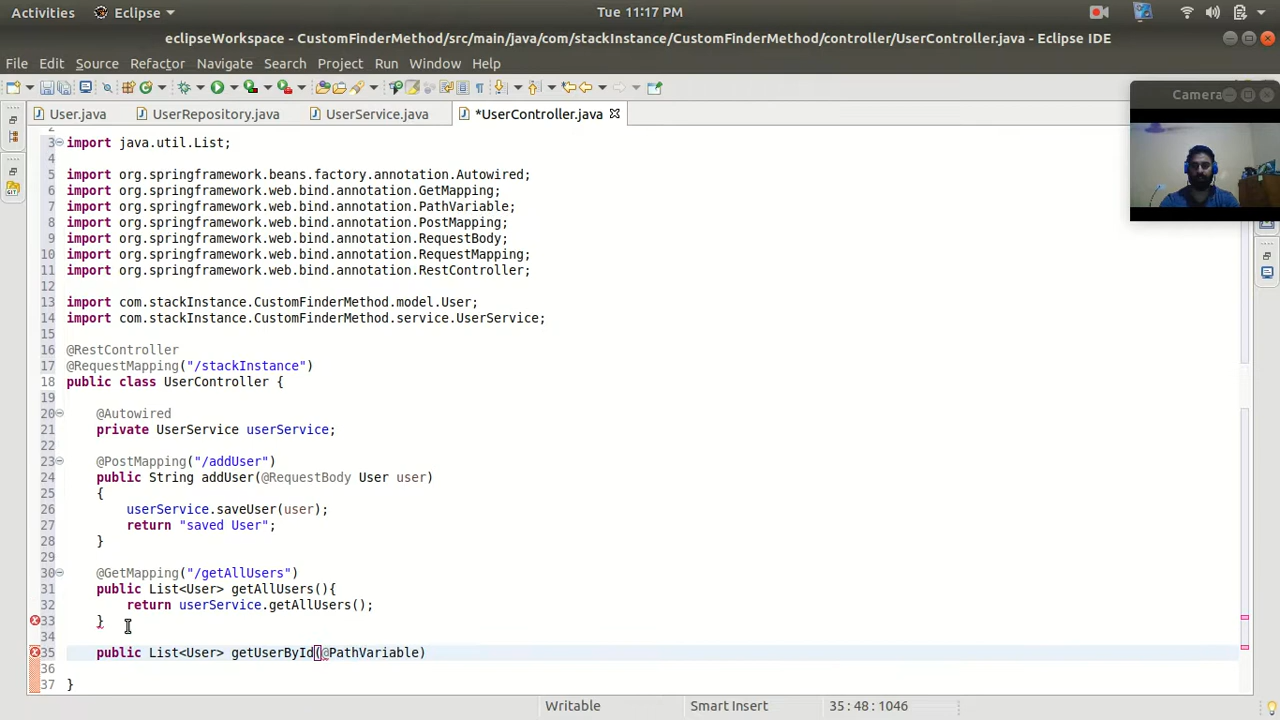 Activities Eclipse Tue 11:17 PM
eclipseWorkspace - CustomFinderMethod/src/main/java/com/stackInstance/CustomFinderMethod/controller/UserController.java - Eclipse IDE
File Edit Source Refactor Navigate Search Project Run Window Help
User.java UserRepository.java UserService.java *UserController.java
Camera
2
3 import java.util.List;
4
5 import org.springframework.beans.factory.annotation.Autowired;
6 import org.springframework.web.bind.annotation.GetMapping;
7 import org.springframework.web.bind.annotation.PathVariable;
8 import org.springframework.web.bind.annotation.PostMapping;
9 import org.springframework.web.bind.annotation.RequestBody;
10 import org.springframework.web.bind.annotation.RequestMapping;
11 import org.springframework.web.bind.annotation.RestController;
12
13 import com.stackInstance.CustomFinderMethod.model.User;
14 import com.stackInstance.CustomFinderMethod.service.UserService;
15
16 @RestController
17 @RequestMapping("/stackInstance")
18 public class UserController {
19
20 @Autowired
21 private UserService userService;
22
23 @PostMapping("/addUser")
24 public String addUser(@RequestBody User user)
25 {
26 userService.saveUser(user);
27 return "saved User";
28 }
29
30 @GetMapping("/getAllUsers")
31 public List<User> getAllUsers(){
32 return userService.getAllUsers();
33 }
34
35 public List<User> getUserById(@PathVariable)
36
37 }
Writable Smart Insert 35:48:1046